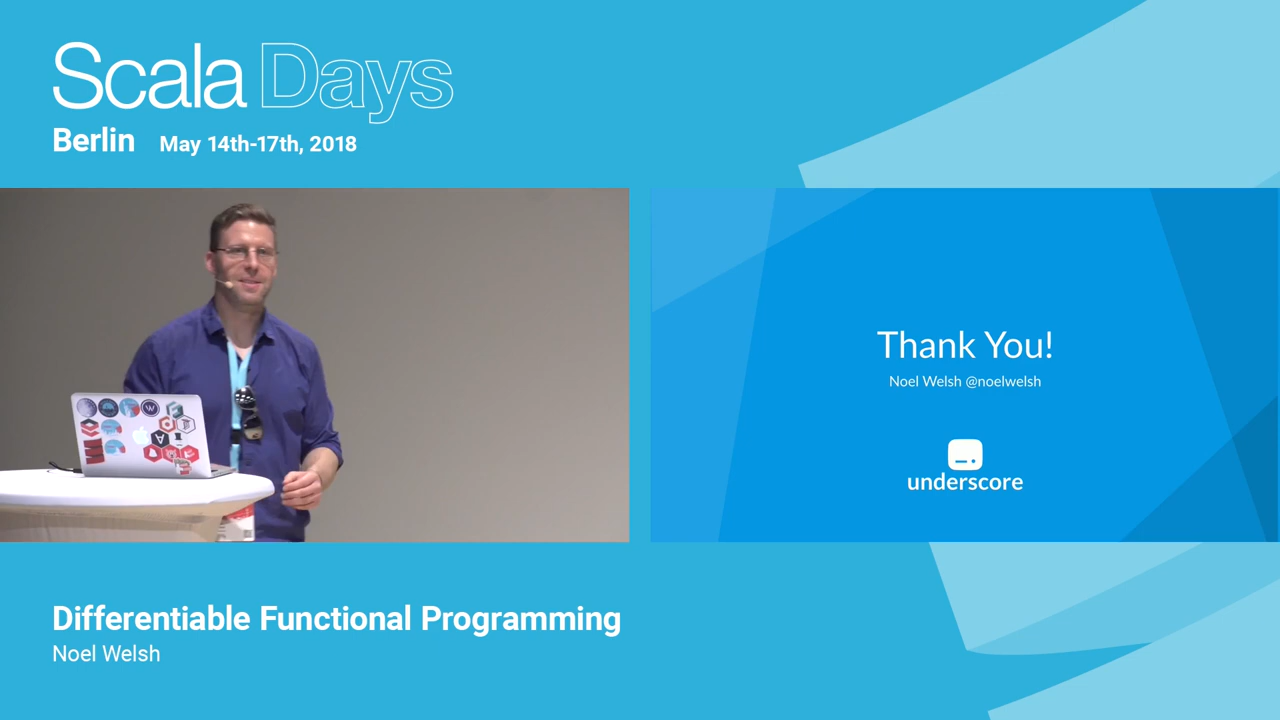 Scala Days
Berlin May 14th-17th, 2018
Thank You!
Noel Welsh @noelwelsh
underscore
Differentiable Functional Programming
Noel Welsh